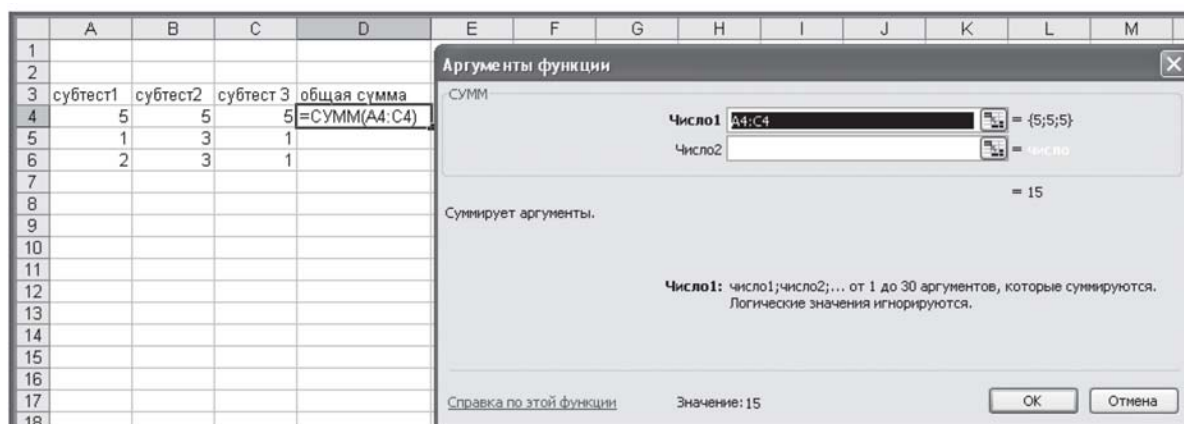 A B C D E F G H I J K L M
1
2
3 субтест1 субтест2 субтест 3 общая сумма
4 5 5 5 =СУММ(A4:C4)
5 1 3 1
6 2 3 1
7
8
9
10
11
12
13
14
15
16
17
18
Аргументы функции
СУММ
Число1 A4:C4 = {5;5;5}
Число2 = число
= 15
Суммирует аргументы.
Число1: число1;число2;... от 1 до 30 аргументов, которые суммируются.
Логические значения игнорируются.
Справка по этой функции Значение:15 OK Отмена